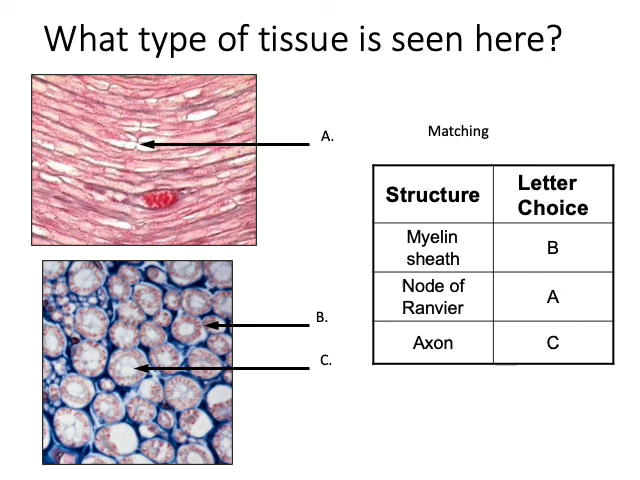 What type of tissue is seen here?
A.
B.
C.
Matching
Structure
Letter
Choice
Myelin
sheath
B
Node of
Ranvier
A
Axon
C